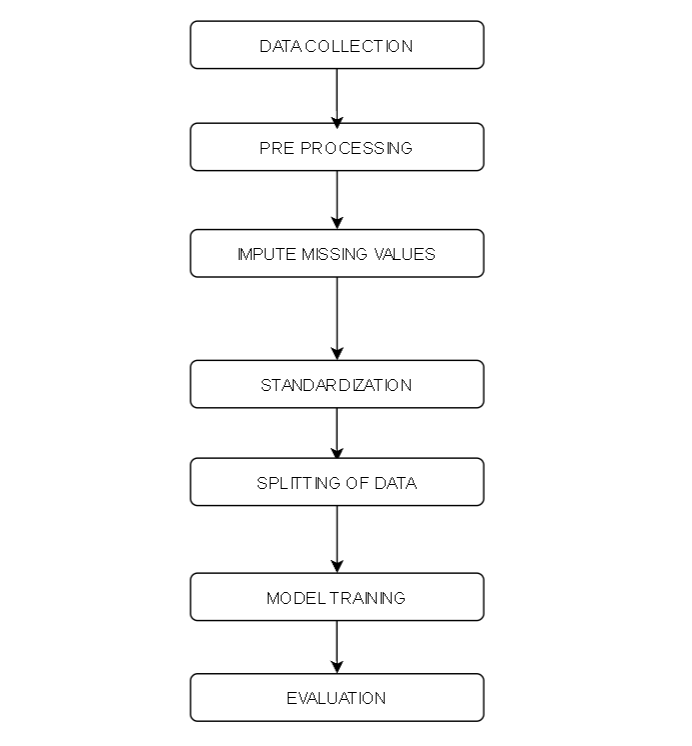 DATA COLLECTION
PRE PROCESSING
IMPUTE MISSING VALUES
STANDARDIZATION
SPLITTING OF DATA
MODEL TRAINING
EVALUATION